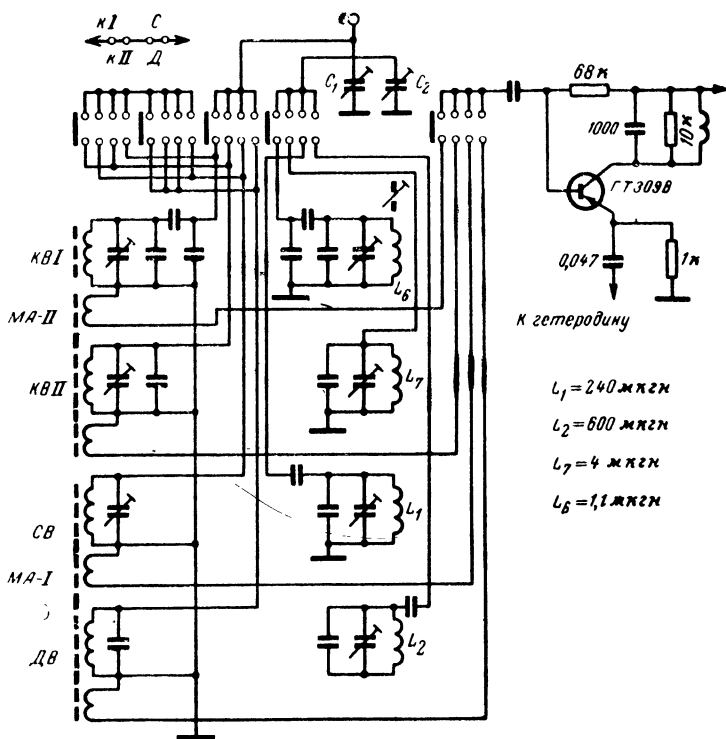 кI С
кII Д
C₁
C₂
68к
1000
10к
ГТ309В
0,047
1к
К гетеродину
КВI
МА-II
КВII
СВ
МА-I
ДВ
L₆
L₇
L₁
L₂
L₁=240 мкгн
L₂=600 мкгн
L₇=4 мкгн
L₆=1,1 мкгн